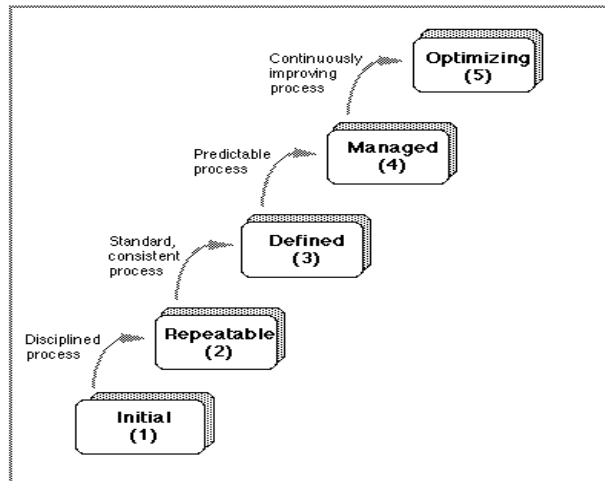 Continuously
improving
process
Optimizing
(5)
Predictable
process
Managed
(4)
Standard,
consistent
process
Defined
(3)
Disciplined
process
Repeatable
(2)
Initial
(1)